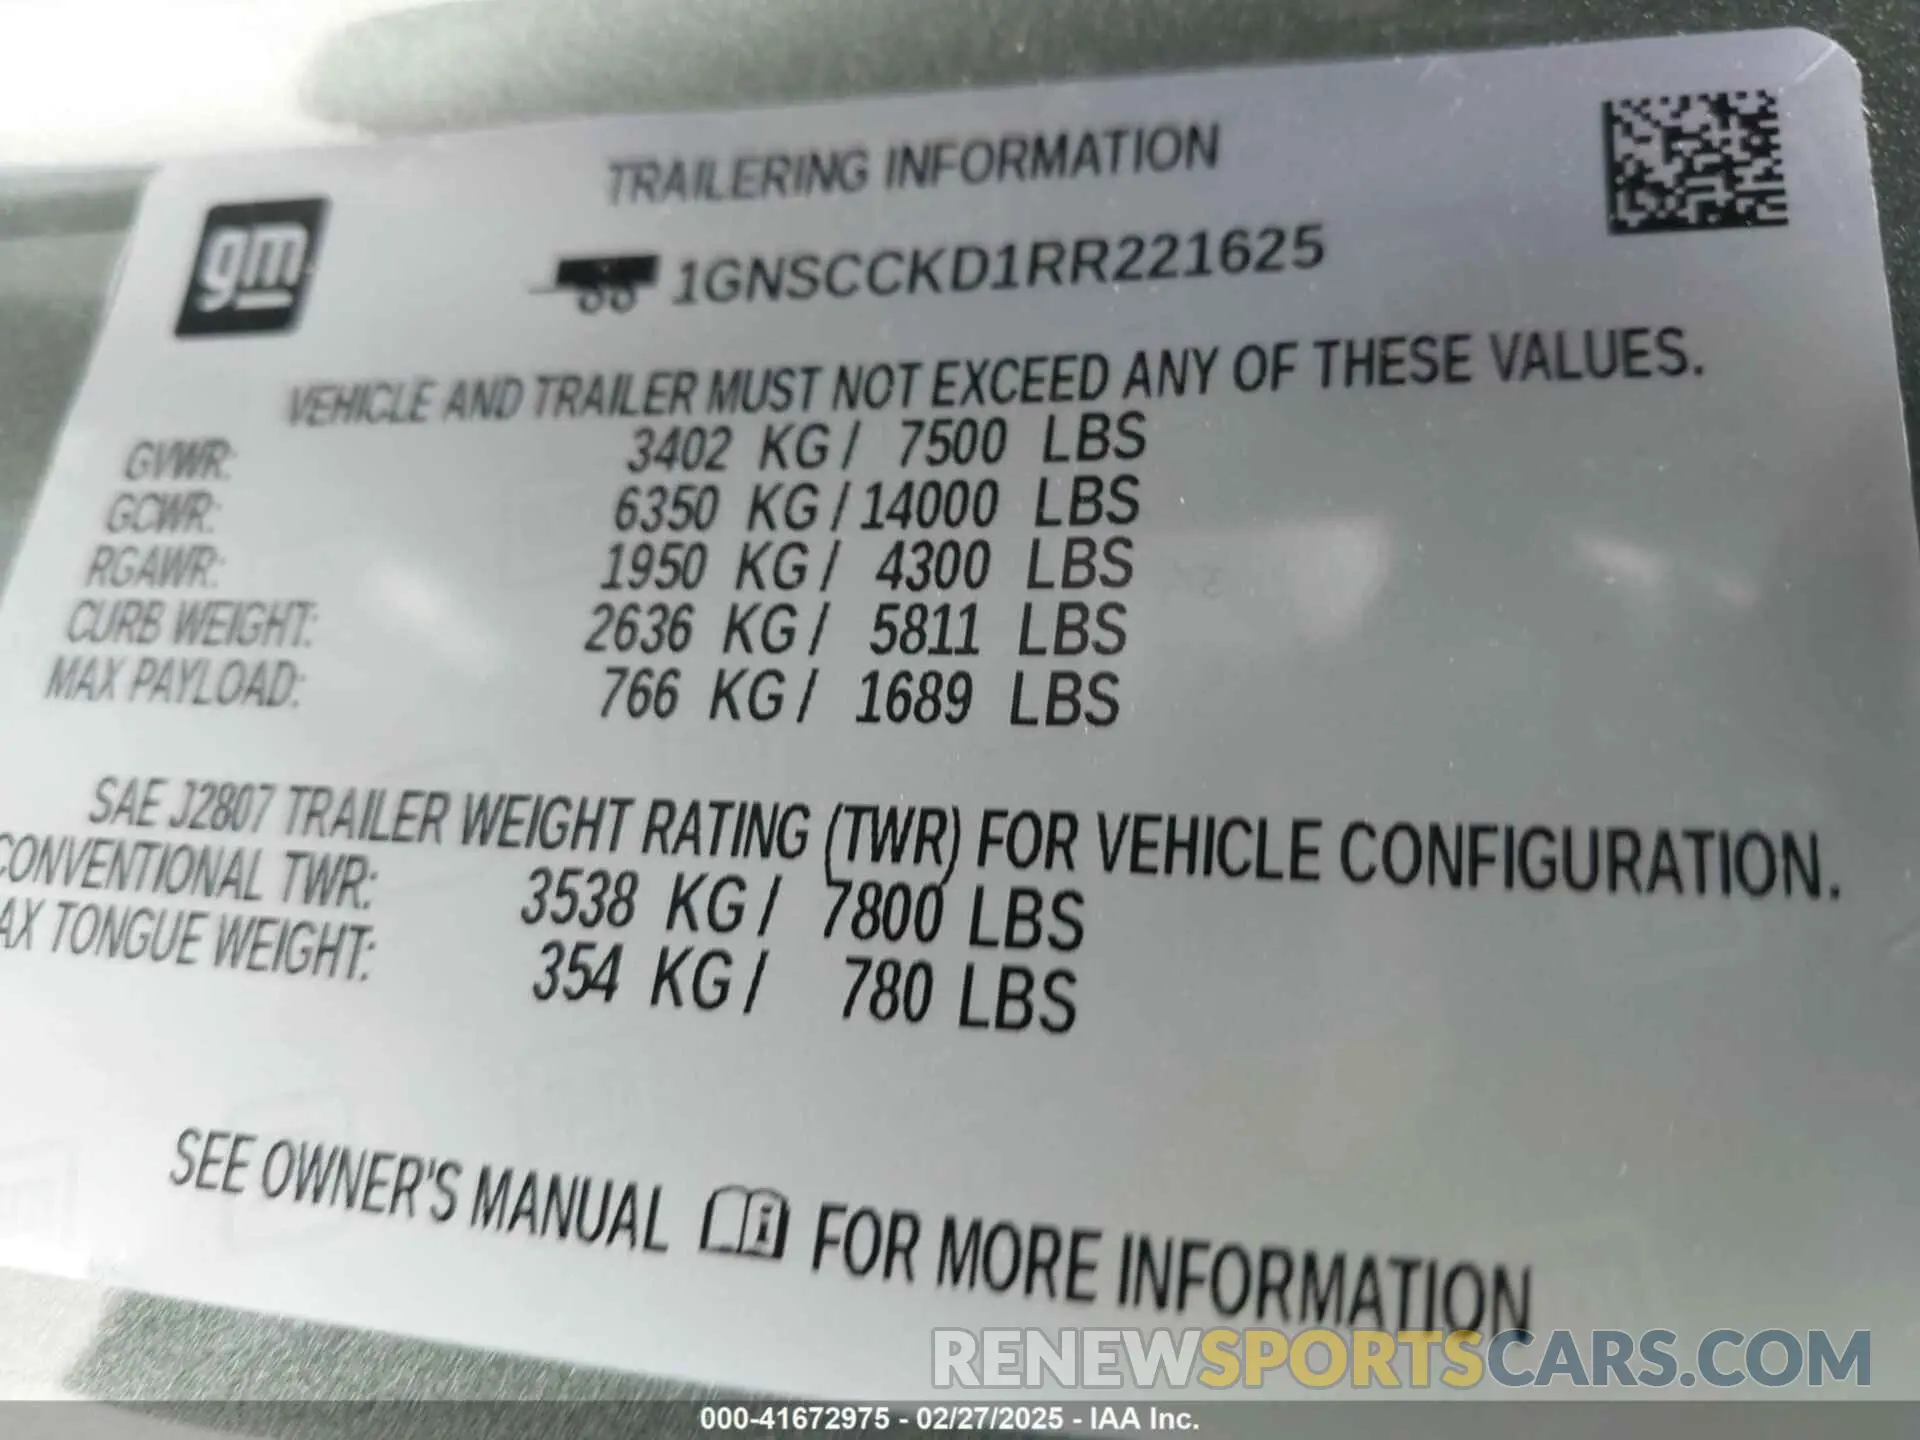 TRAILERING INFORMATION
gm
1GNSCCKD1RR221625
VEHICLE AND TRAILER MUST NOT EXCEED ANY OF THESE VALUES.
GVWR: 3402 KG/ 7500 LBS
GCWR: 6350 KG/14000 LBS
RGAWR: 1950 KG/ 4300 LBS
CURB WEIGHT: 2636 KG/ 5811 LBS
MAX PAYLOAD: 766 KG/ 1689 LBS
SAE J2807 TRAILER WEIGHT RATING (TWR) FOR VEHICLE CONFIGURATION.
CONVENTIONAL TWR: 3538 KG/ 7800 LBS
AX TONGUE WEIGHT: 354 KG/ 780 LBS
SEE OWNER'S MANUAL i FOR MORE INFORMATION
RENEWSPORTSCARS.COM
000-41672975 - 02/27/2025 - IAA Inc.